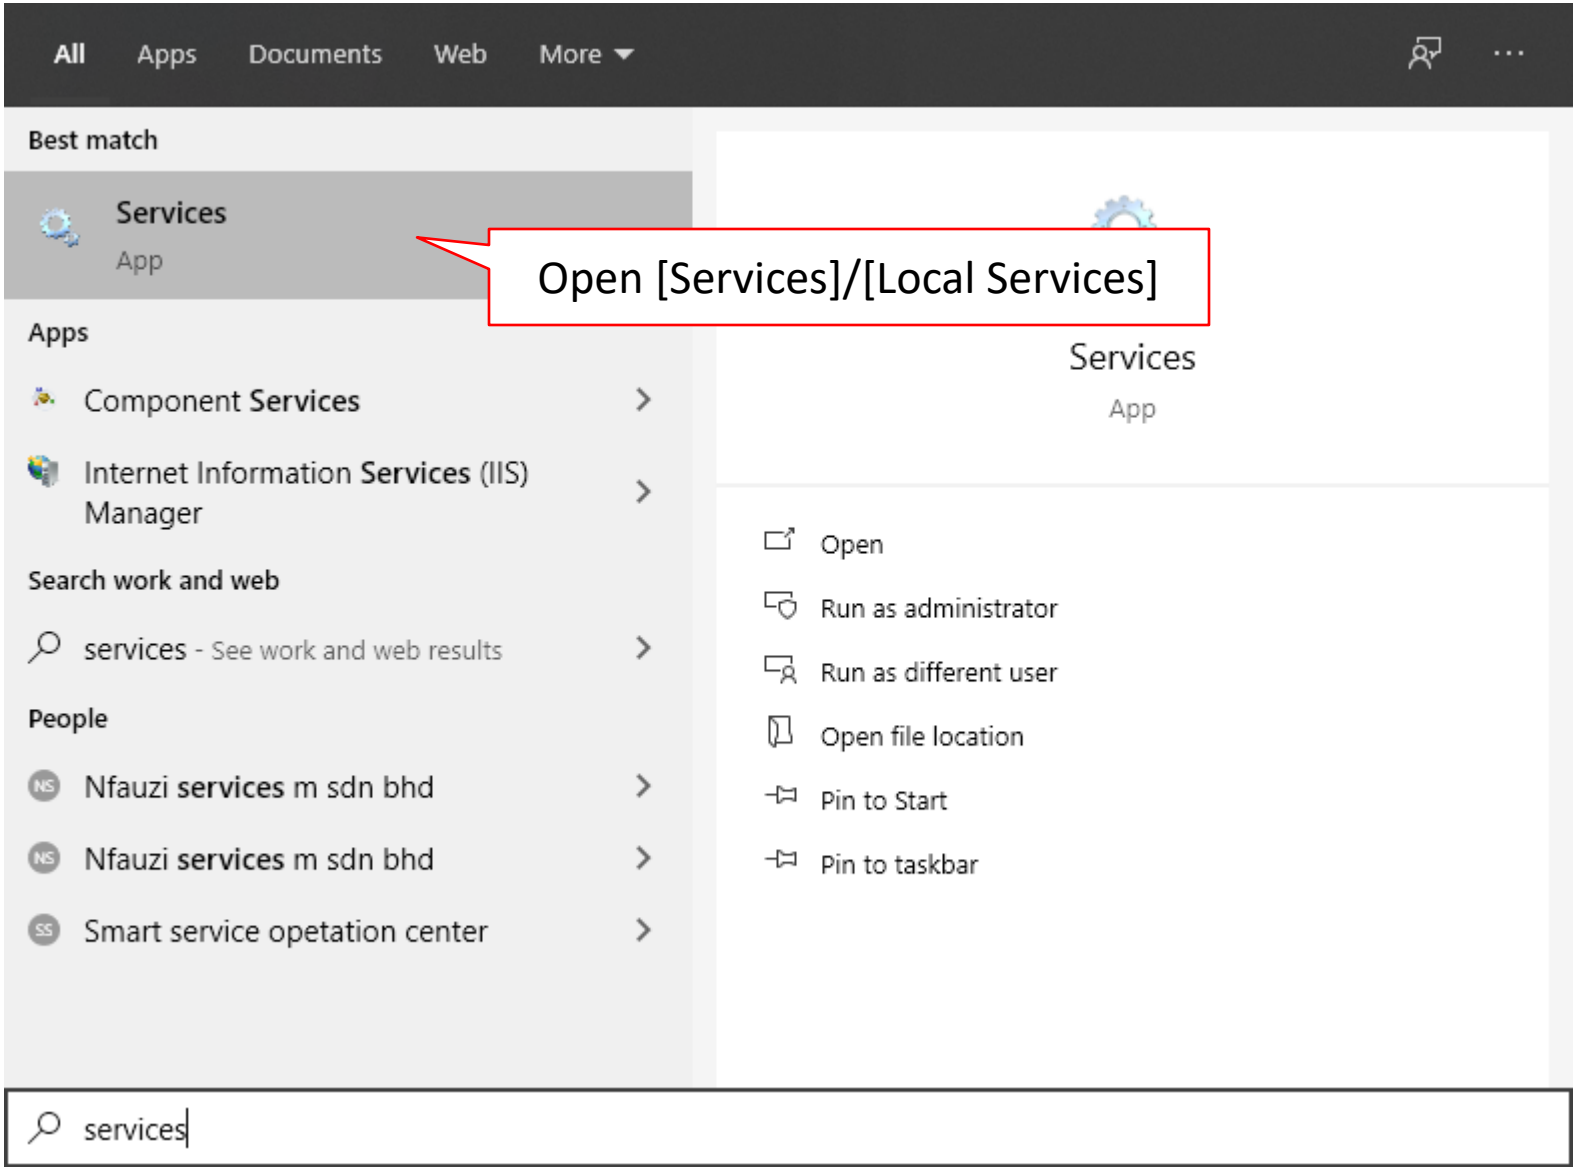 All Apps Documents Web More
Best match
Services
App
Open [Services]/[Local Services]
Apps
Component Services
Internet Information Services (IIS)
Manager
Search work and web
services - See work and web results
People
NS Nfauzi services m sdn bhd
NS Nfauzi services m sdn bhd
SS Smart service opetation center
Services
App
Open
Run as administrator
Run as different user
Open file location
Pin to Start
Pin to taskbar
services